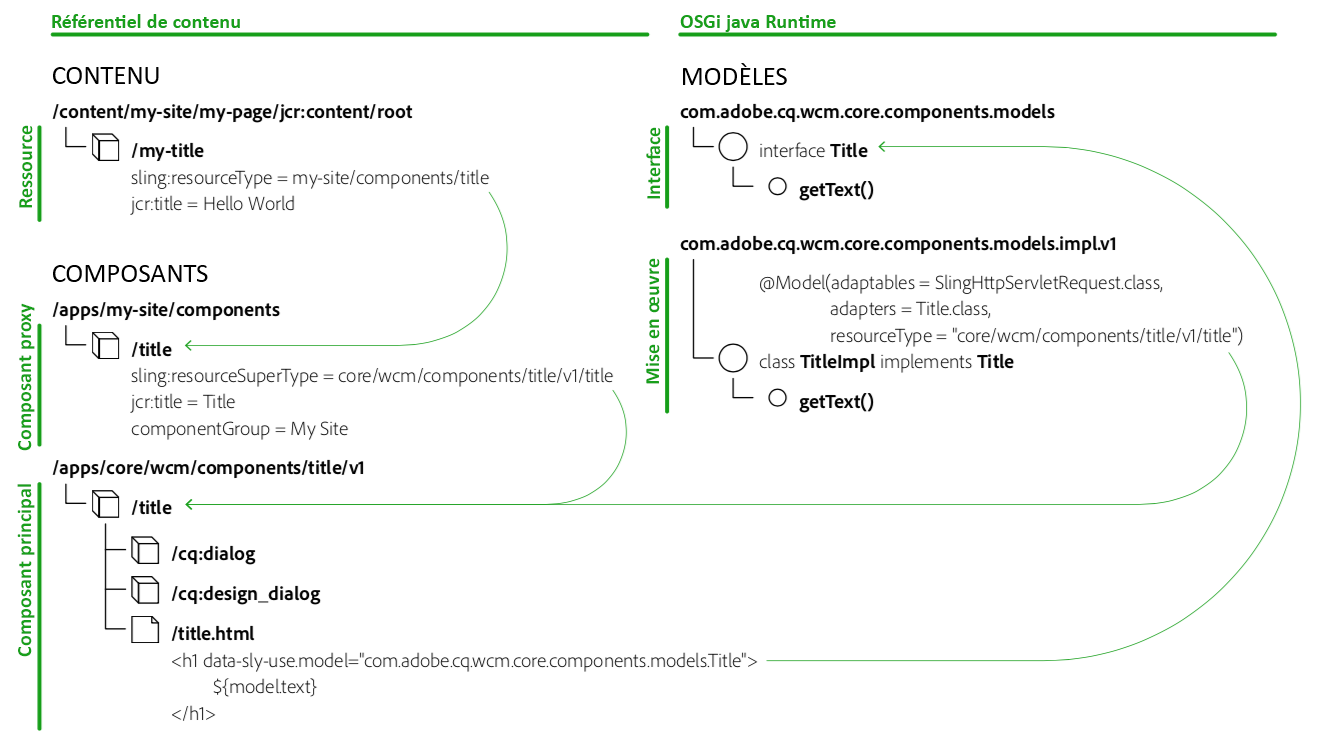 Référentiel de contenu
CONTENU
/content/my-site/my-page/jcr:content/root
Ressource
/my-title
sling:resourceType = my-site/components/title
jcr:title = Hello World
COMPOSANTS
/apps/my-site/components
Composant proxy
/title
sling:resourceSuperType = core/wcm/components/title/v1/title
jcr:title = Title
componentGroup = My Site
/apps/core/wcm/components/title/v1
Composant principal
/title
/cq:dialog
/cq:design_dialog
/title.html
<h1 data-sly-use.model="com.adobe.cq.wcm.core.components.models.Title">
${model.text}
</h1>
OSGi java Runtime
MODÈLES
com.adobe.cq.wcm.core.components.models
Interface
interface Title
getText()
com.adobe.cq.wcm.core.components.models.impl.v1
Mise en œuvre
@Model(adaptables = SlingHttpServletRequest.class,
adapters = Title.class,
resourceType = "core/wcm/components/title/v1/title")
class TitleImpl implements Title
getText()